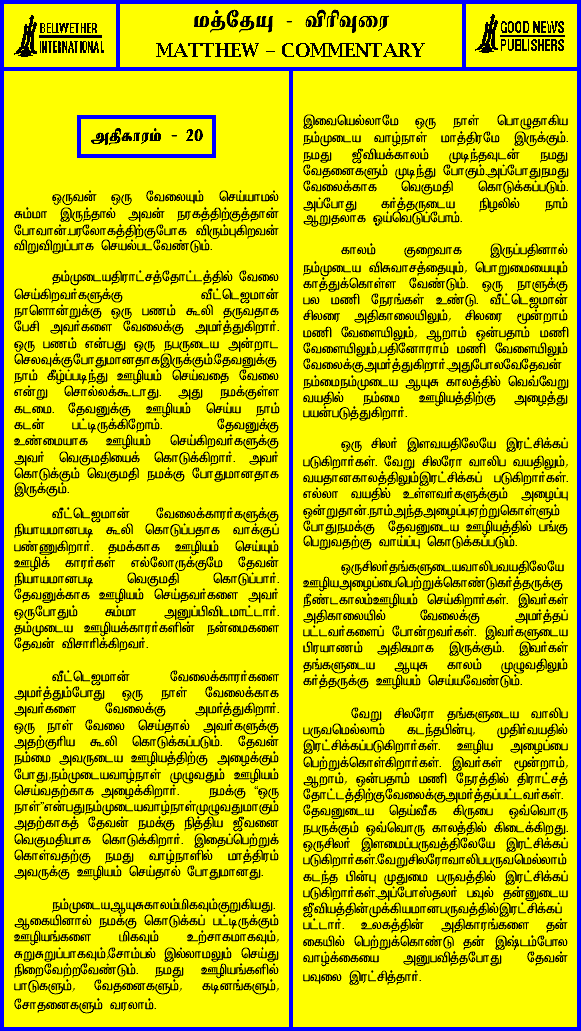 BELIWETHER
INTERNATIONAL
மத்தேயு - விரிவுரை
MATTHEW – COMMENTARY
GOOD NEWS
PUBLISHERS
அதிகாரம் - 20
ஒருவன் ஒரு வேலையும் செய்யாமல்
சும்மா இருந்தால் அவன் நரகத்திற்குத்தான்
போவான்.பரலோகத்திற்குபோக விரும்புகிறவன்
விறுவிறுப்பாக செயல்படவேண்டும்.
தம்முடையதிராட்சத்தோட்டத்தில் வேலை
செய்கிறவர்களுக்கு வீட்டெஜமான்
நாளொன்றுக்கு ஒரு பணம் கூலி தருவதாக
பேசி அவர்களை வேலைக்கு அமர்த்துகிறார்.
ஒரு பணம் என்பது ஒரு நபருடைய அன்றாட
செலவுக்குபோதுமானதாகஇருக்கும்.தேவனுக்கு
நாம் கீழ்ப்படிந்து ஊழியம் செய்வதை வேலை
என்று சொல்லக்கூடாது. அது நமக்குள்ள
கடமை. தேவனுக்கு ஊழியம் செய்ய நாம்
கடன் பட்டிருக்கிறோம். தேவனுக்கு
உண்மையாக ஊழியம் செய்கிறவர்களுக்கு
அவர் வெகுமதியைக் கொடுக்கிறார். அவர்
கொடுக்கும் வெகுமதி நமக்கு போதுமானதாக
இருக்கும்.
வீட்டெஜமான் வேலைக்காரர்களுக்கு
நியாயமானபடி கூலி கொடுப்பதாக வாக்குப்
பண்ணுகிறார். தமக்காக ஊழியம் செய்யும்
ஊழிக் காரர்கள் எல்லோருக்குமே தேவன்
நியாயமானபடி வெகுமதி கொடுப்பார்.
தேவனுக்காக ஊழியம் செய்தவர்களை அவர்
ஒருபோதும் சும்மா அனுப்பிவிடமாட்டார்.
தம்முடைய ஊழியக்காரர்களின் நன்மைகளை
தேவன் விசாரிக்கிறவர்.
வீட்டெஜமான் வேலைக்காரர்களை
அமர்த்தும்போது ஒரு நாள் வேலைக்காக
அவர்களை வேலைக்கு அமர்த்துகிறார்.
ஒரு நாள் வேலை செய்தால் அவர்களுக்கு
அதற்குரிய கூலி கொடுக்கப்படும். தேவன்
நம்மை அவருடைய ஊழியத்திற்கு அழைக்கும்
போது,நம்முடையவாழ்நாள் முழுவதும் ஊழியம்
செய்வதற்காக அழைக்கிறார். நமக்கு "ஒரு
நாள்"என்பதுநம்முடையவாழ்நாள்முழுவதுமாகும்
அதற்காகத் தேவன் நமக்கு நித்திய ஜீவனை
வெகுமதியாக கொடுக்கிறார். இதைப்பெற்றுக்
கொள்வதற்கு நமது வாழ்நாளில் மாத்திரம்
அவருக்கு ஊழியம் செய்தால் போதுமானது.
நம்முடையஆயுசுகாலம்மிகவும்குறுகியது.
ஆகையினால் நமக்கு கொடுக்கப் பட்டிருக்கும்
ஊழியங்களை மிகவும் உற்சாகமாகவும்,
சுறுசுறுப்பாகவும்,சோம்பல் இல்லாமலும் செய்து
நிறைவேற்றவேண்டும். நமது ஊழியங்களில்
பாடுகளும், வேதனைகளும், கடினங்களும்,
சோதனைகளும் வரலாம்.
இவையெல்லாமே ஒரு நாள் பொழுதாகிய
நம்முடைய வாழ்நாள் மாத்திரமே இருக்கும்.
நமது ஜீவியக்காலம் முடிந்தவுடன் நமது
வேதனைகளும் முடிந்து போகும்.அப்போதுநமது
வேலைக்காக வெகுமதி கொடுக்கப்படும்.
அப்போது கர்த்தருடைய நிழலில் நாம்
ஆறுதலாக ஓய்வெடுப்போம்.
காலம் குறைவாக இருப்பதினால்
நம்முடைய விசுவாசத்தையும், பொறுமையையும்
காத்துக்கொள்ள வேண்டும். ஒரு நாளுக்கு
பல மணி நேரங்கள் உண்டு. வீட்டெஜமான்
சிலரை அதிகாலையிலும், சிலரை மூன்றாம்
மணி வேளையிலும், ஆறாம் ஒன்பதாம் மணி
வேளையிலும்,பதினோராம் மணி வேளையிலும்
வேலைக்குஅமர்த்துகிறார்.அதுபோலவேதேவன்
நம்மைநம்முடைய ஆயுசு காலத்தில் வெவ்வேறு
வயதில் நம்மை ஊழியத்திற்கு அழைத்து
பயன்படுத்துகிறார்.
ஒரு சிலர் இளவயதிலேயே இரட்சிக்கப்
படுகிறார்கள். வேறு சிலரோ வாலிப வயதிலும்,
வயதானகாலத்திலும்இரட்சிக்கப் படுகிறார்கள்.
எல்லா வயதில் உள்ளவர்களுக்கும் அழைப்பு
ஒன்றுதான்.நாம்அந்தஅழைப்புஏற்றுகொள்ளும்
போதுநமக்கு தேவனுடைய ஊழியத்தில் பங்கு
பெறுவதற்கு வாய்ப்பு கொடுக்கப்படும்.
ஒருசிலர்தங்களுடையவாலிபவயதிலேயே
ஊழியஅழைப்பைபெற்றுக்கொண்டுகர்த்தருக்கு
நீண்டகாலம்ஊழியம் செய்கிறார்கள். இவர்கள்
அதிகாலையில் வேலைக்கு அமர்த்தப்
பட்டவர்களைப் போன்றவர்கள். இவர்களுடைய
பிரயாணம் அதிகமாக இருக்கும். இவர்கள்
தங்களுடைய ஆயுசு காலம் முழுவதிலும்
கர்த்தருக்கு ஊழியம் செய்யவேண்டும்.
வேறு சிலரோ தங்களுடைய வாலிப
பருவமெல்லாம் கடந்தபின்பு, முதிர்வயதில்
இரட்சிக்கப்படுகிறார்கள். ஊழிய அழைப்பை
பெற்றுக்கொள்கிறார்கள். இவர்கள் மூன்றாம்,
ஆறாம், ஒன்பதாம் மணி நேரத்தில் திராட்சத்
தோட்டத்திற்குவேலைக்குஅமர்த்தப்பட்டவர்கள்.
தேவனுடைய தெய்வீக கிருபை ஒவ்வொரு
நபருக்கும் ஒவ்வொரு காலத்தில் கிடைக்கிறது.
ஒருசிலர் இளமைப்பருவத்திலேயே இரட்சிக்கப்
படுகிறார்கள்.வேறுசிலரோவாலிபபருவமெல்லாம்
கடந்த பின்பு முதுமை பருவத்தில் இரட்சிக்கப்
படுகிறார்கள்.அப்போஸ்தலர் பவுல் தன்னுடைய
ஜீவியத்தின்முக்கியமானபருவத்தில்இரட்சிக்கப்
பட்டார். உலகத்தின் அதிகாரங்களை தன்
கையில் பெற்றுக்கொண்டு தன் இஷ்டம்போல
வாழ்க்கையை அனுபவித்தபோது தேவன்
பவுலை இரட்சித்தார்.